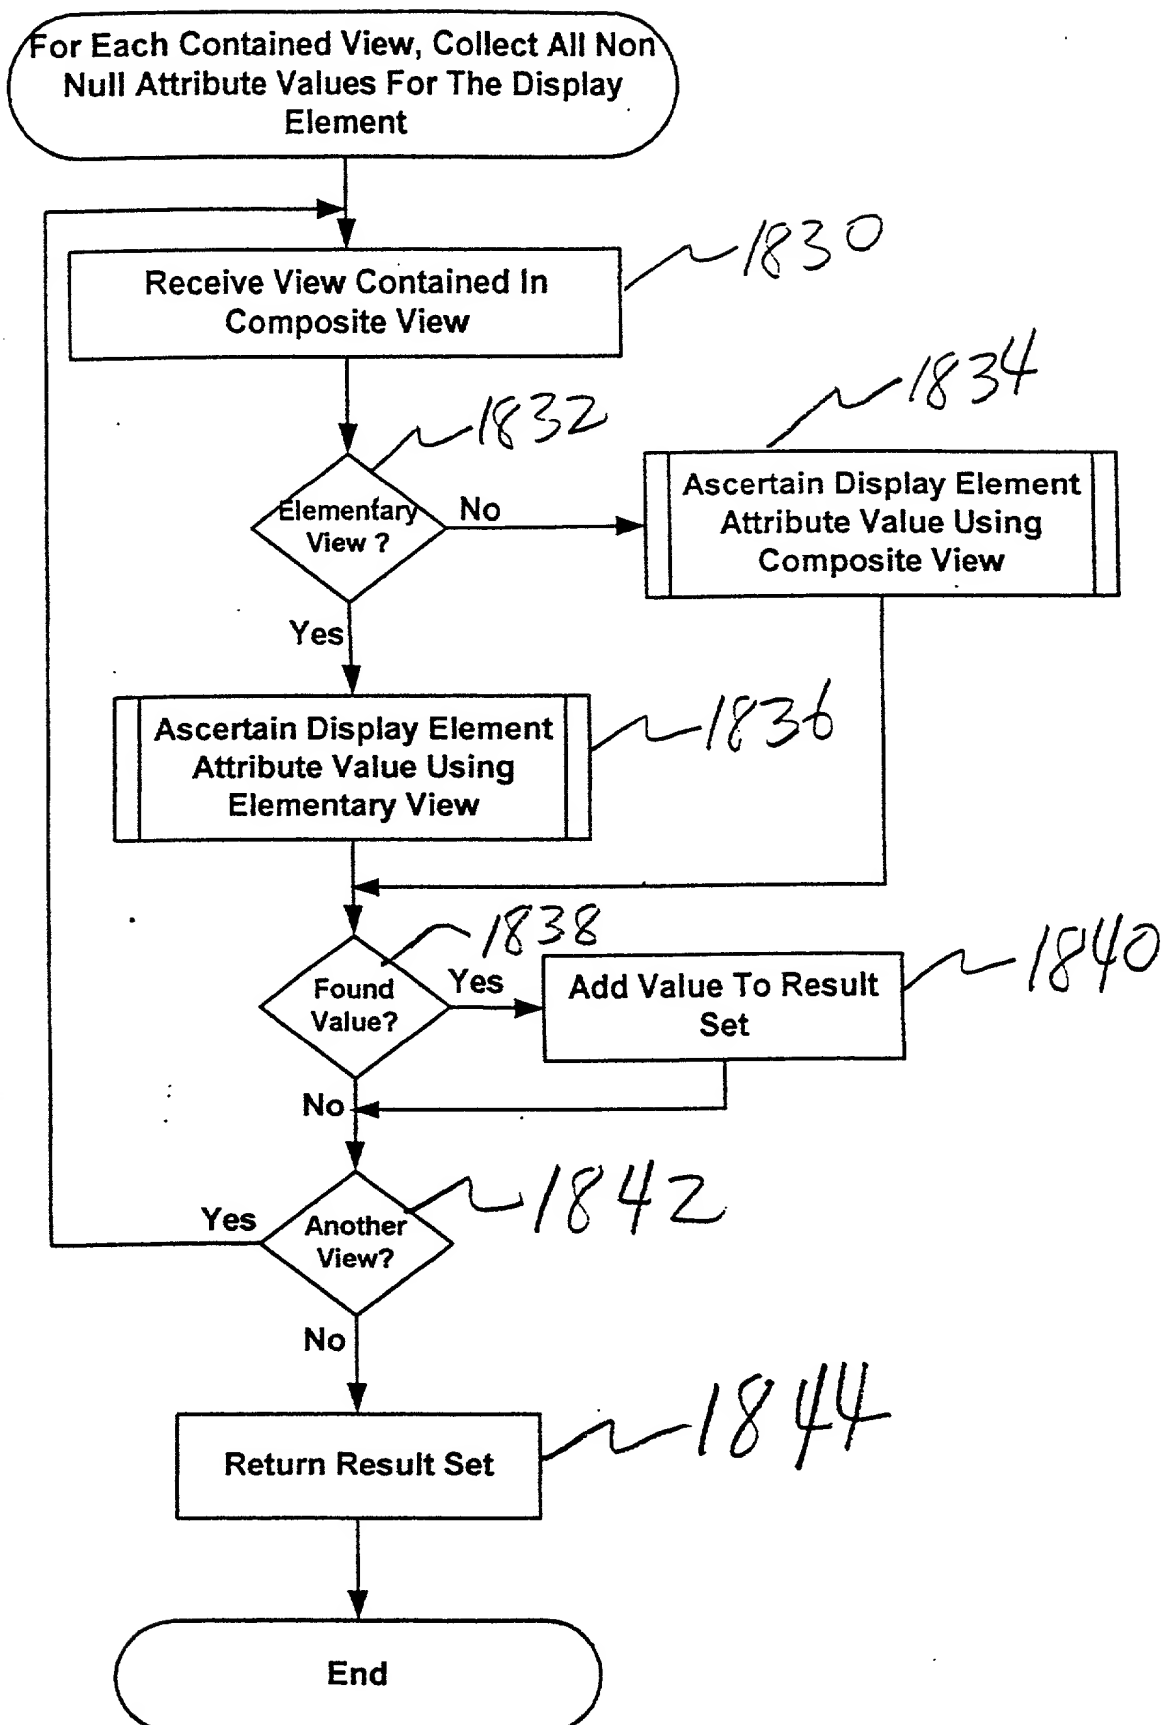 For Each Contained View, Collect All Non
Null Attribute Values For The Display
Element
1830
Receive View Contained In
Composite View
1832
1834
Elementary
View ?
No
Ascertain Display Element
Attribute Value Using
Composite View
Yes
1836
Ascertain Display Element
Attribute Value Using
Elementary View
1838
1840
Found
Value?
Yes
Add Value To Result
Set
No
1842
Yes
Another
View?
No
1844
Return Result Set
End